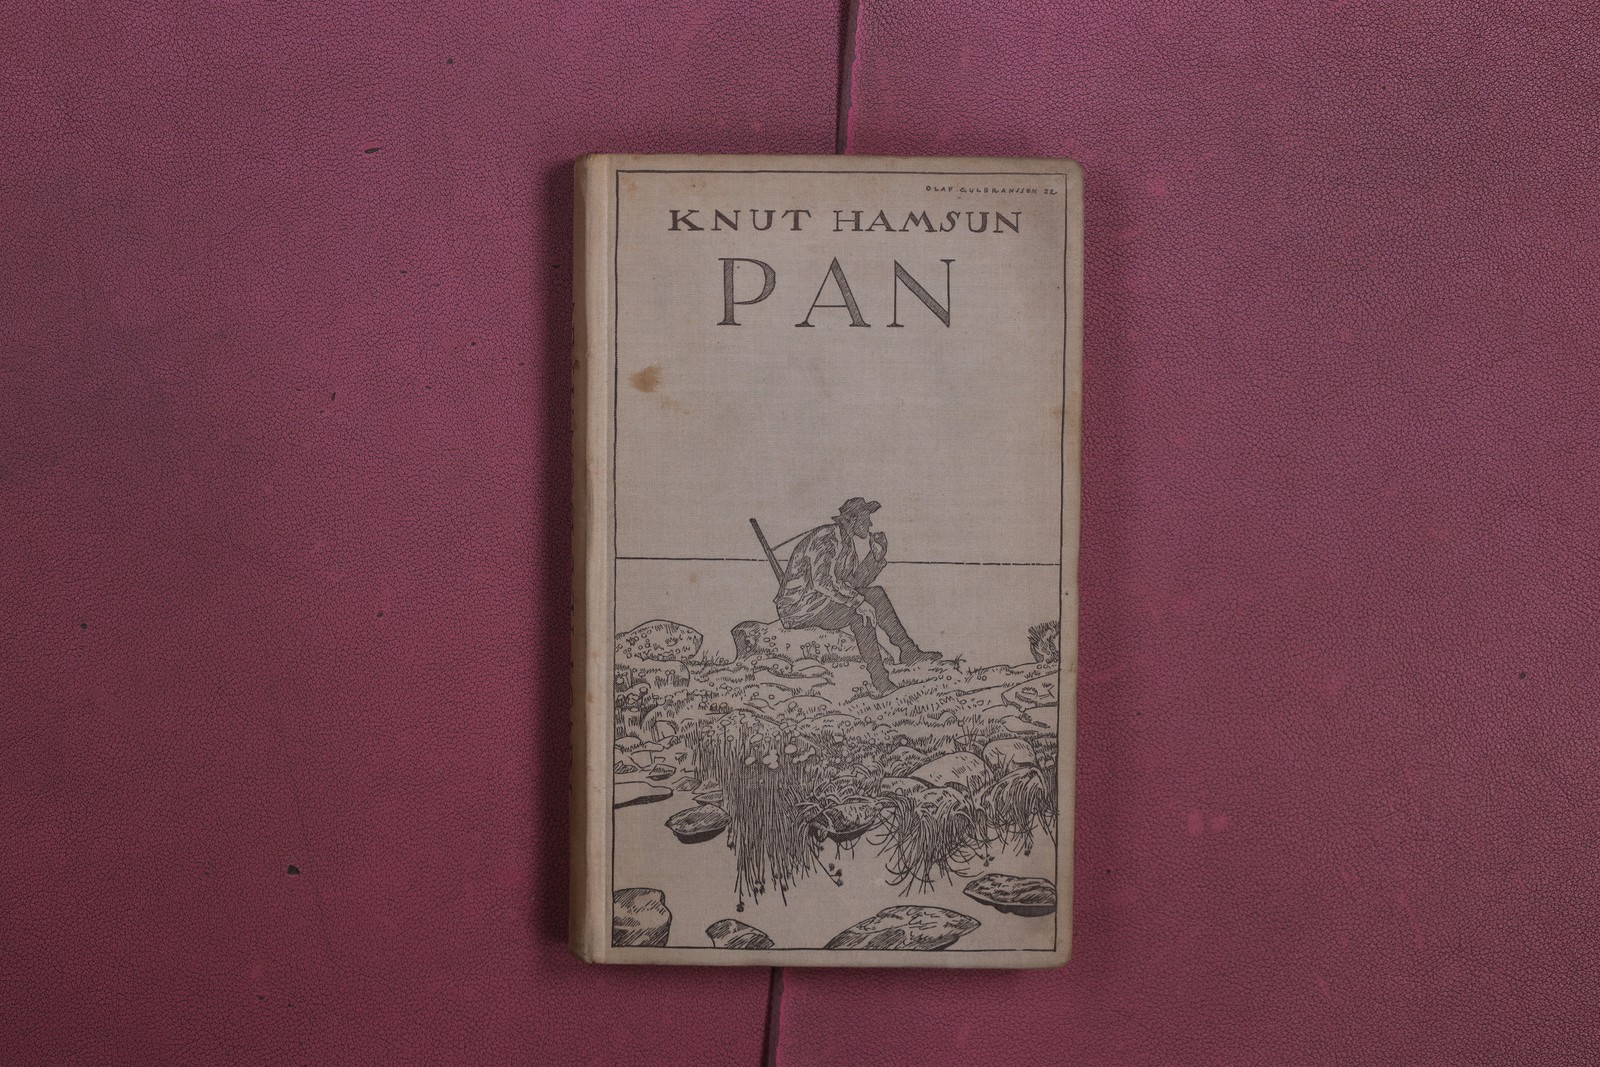 OLAF GULBRANSSON 22
KNUT HAMSUN
PAN